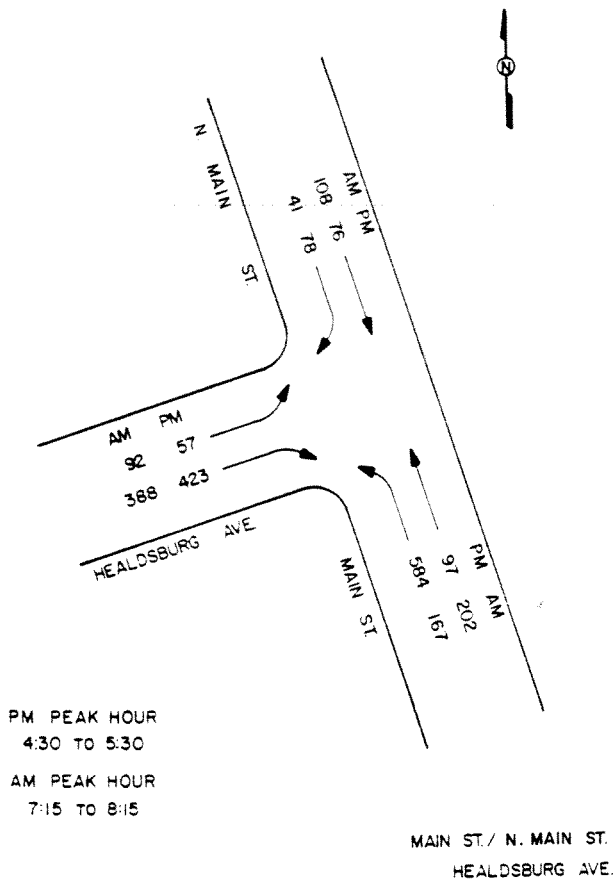 N
N MAIN ST.
AM PM
108 76
41 78
AM PM
92 57
388 423
HEALDSBURG AVE.
MAIN ST.
PM AM
97 202
584 167
PM PEAK HOUR
4:30 TO 5:30
AM PEAK HOUR
7:15 TO 8:15
MAIN ST./ N. MAIN ST.
HEALDSBURG AVE.